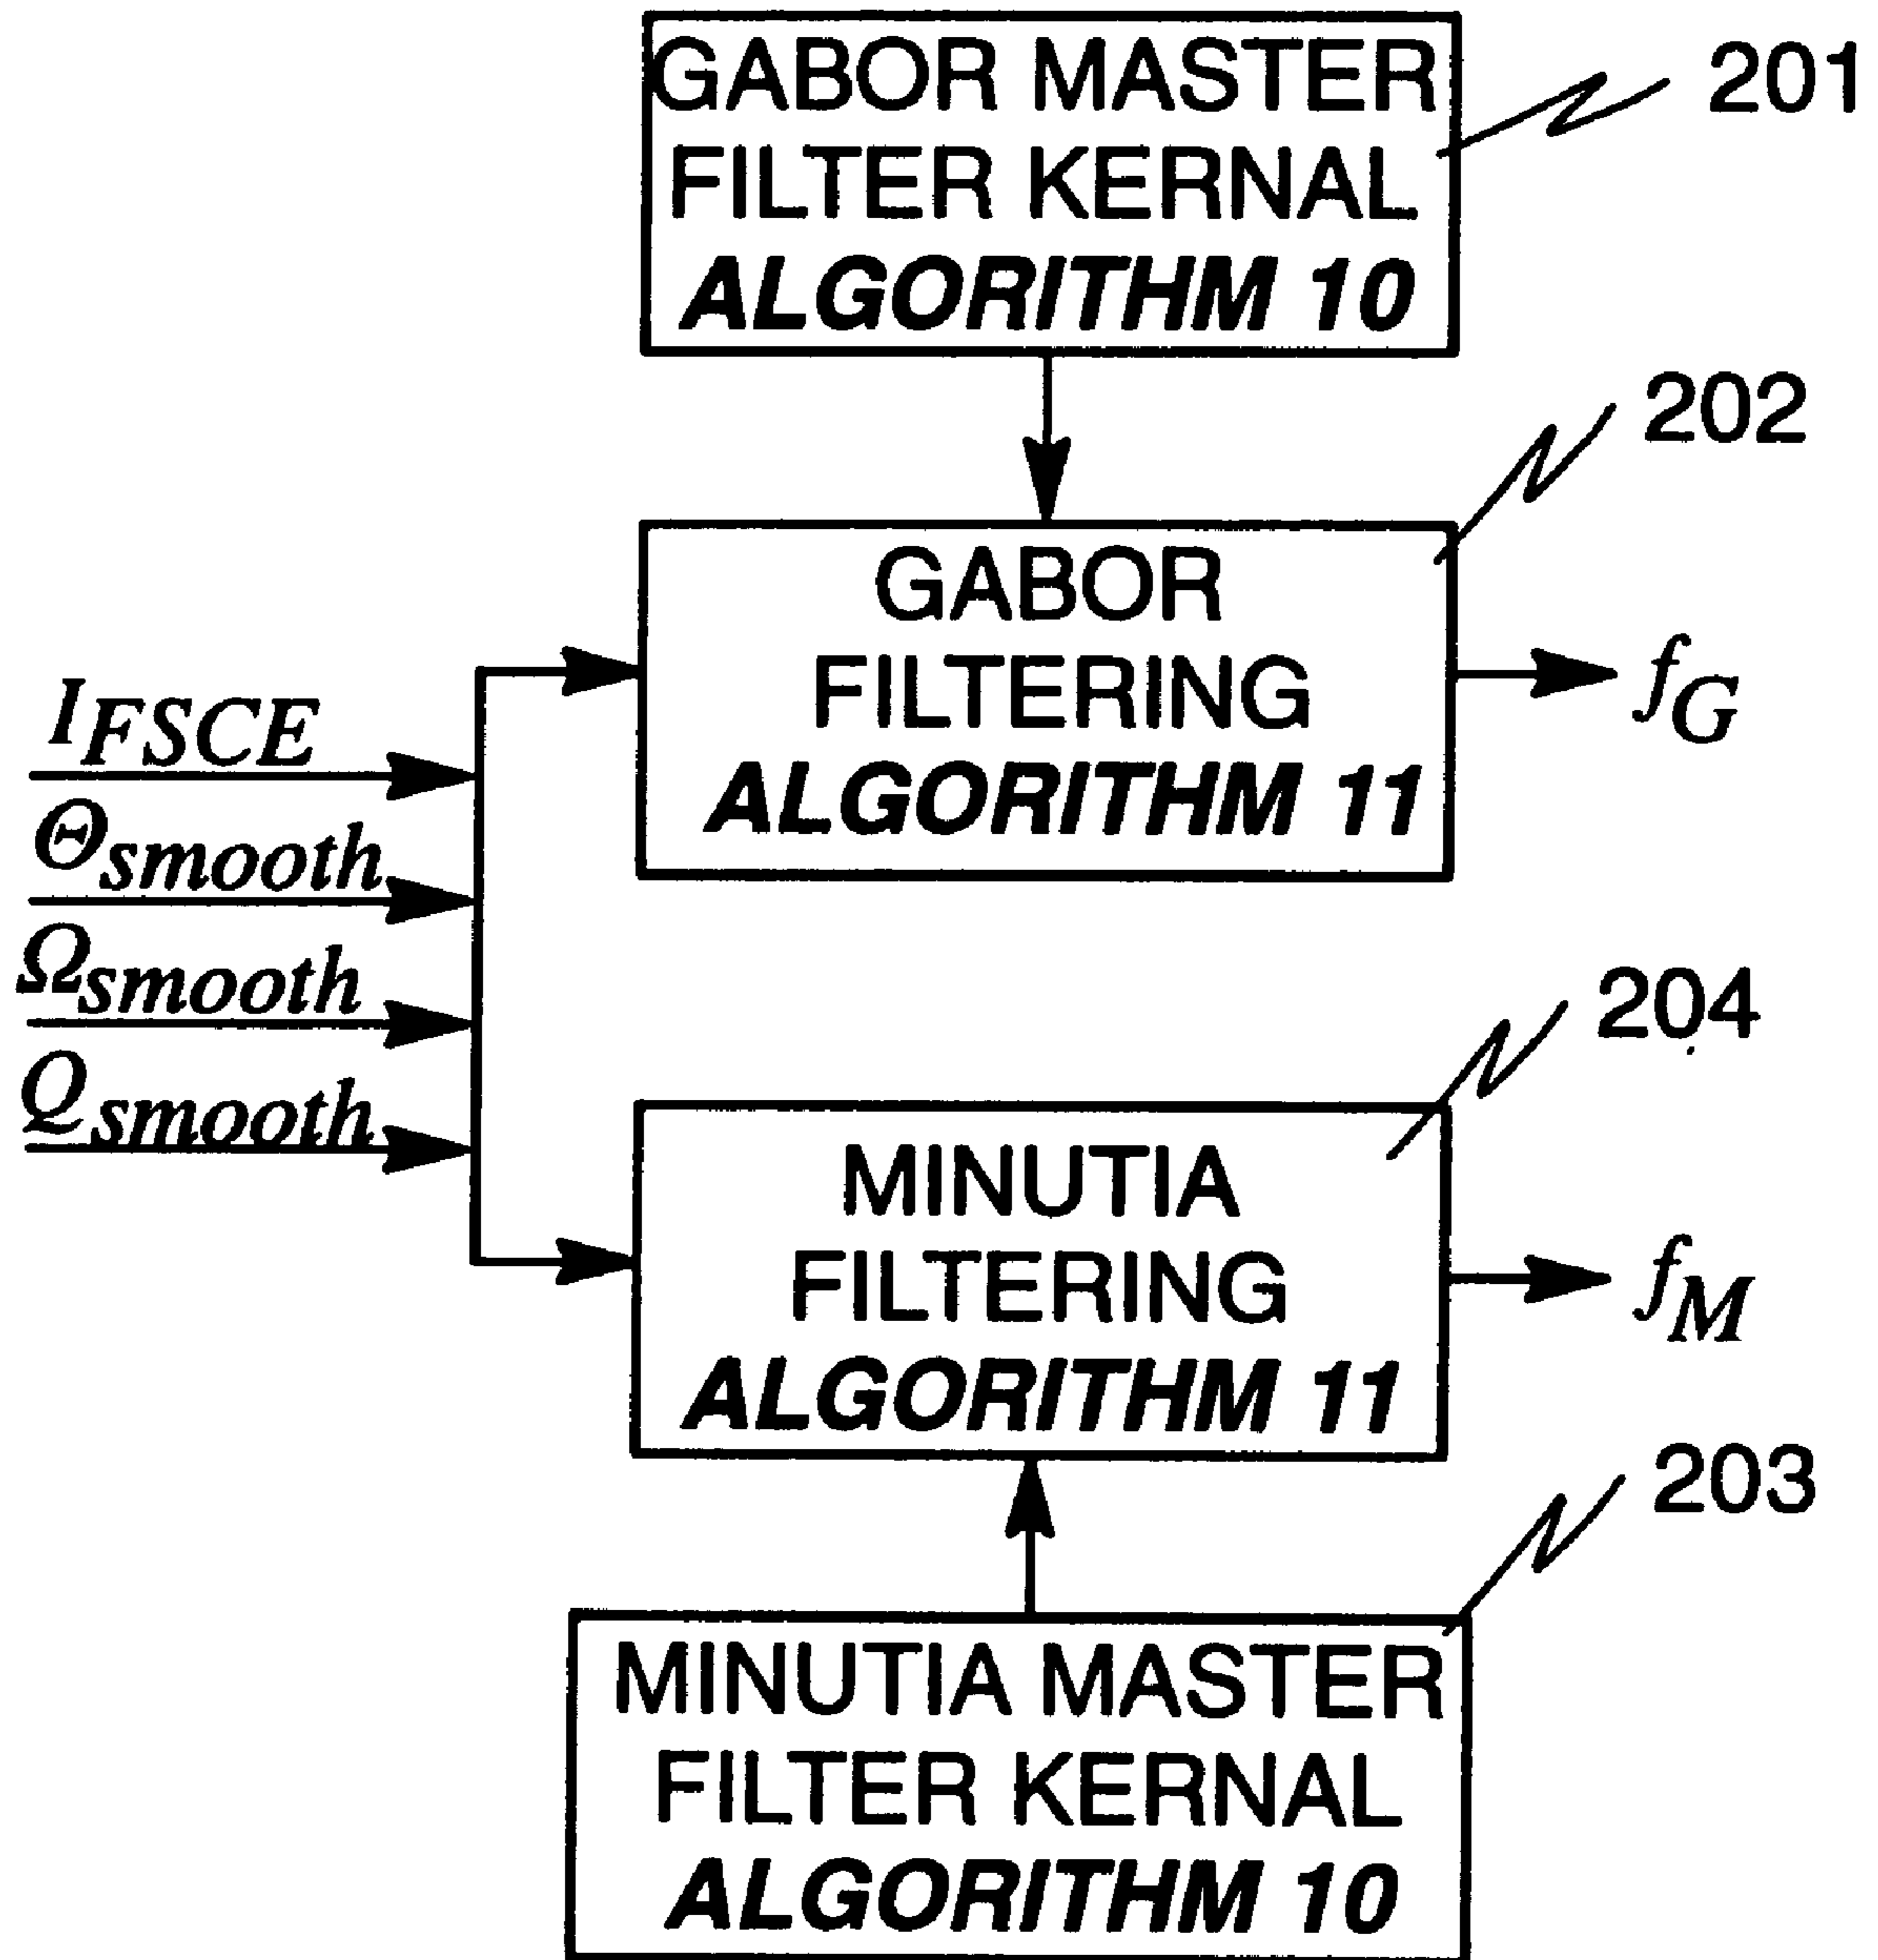 GABOR MASTER
FILTER KERNAL
ALGORITHM 10
201
202
GABOR
FILTERING
ALGORITHM 11
f_G
I_FSCE
Θ_smooth
Ω_smooth
Q_smooth
204
MINUTIA
FILTERING
ALGORITHM 11
f_M
203
MINUTIA MASTER
FILTER KERNAL
ALGORITHM 10